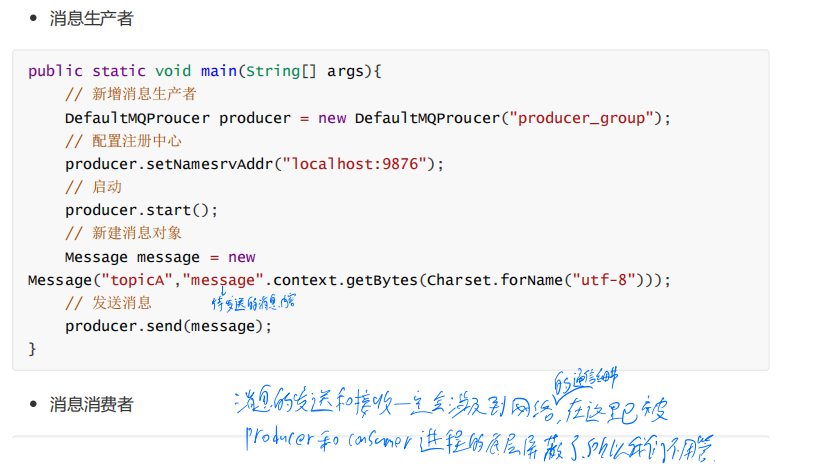 • 消息生产者
public static void main(String[] args){
// 新增消息生产者
DefaultMQProucer producer = new DefaultMQProucer("producer_group");
// 配置注册中心
producer.setNamesrvAddr("localhost:9876");
// 启动
producer.start();
// 新建消息对象
Message message = new
Message("topicA","message".context.getBytes(Charset.forName("utf-8")));
待发送的消息内容
// 发送消息
producer.send(message);
}
的通信细节
• 消息消费者
消息的发送和接收一定会涉及到网络,在这里已被
producer和consumer进程的底层屏蔽了,所以我们不用管